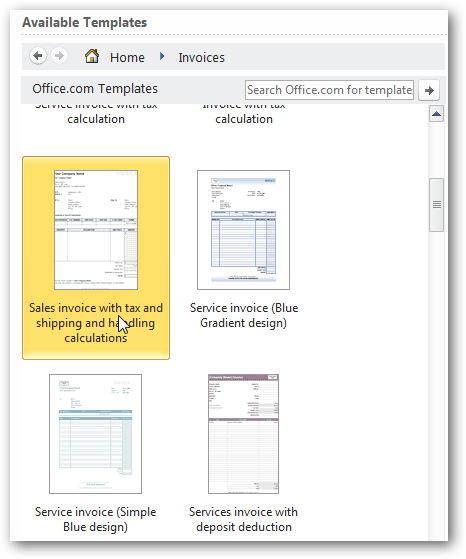 Available Templates
Home
Invoices
Office.com Templates
Search Office.com for template
Service invoice with tax
calculation
Invoice with tax
calculation
Your Company Name
Sales invoice with tax and
shipping and handling
calculations
Service invoice (Blue
Gradient design)
Service invoice (Simple
Blue design)
Services invoice with
deposit deduction